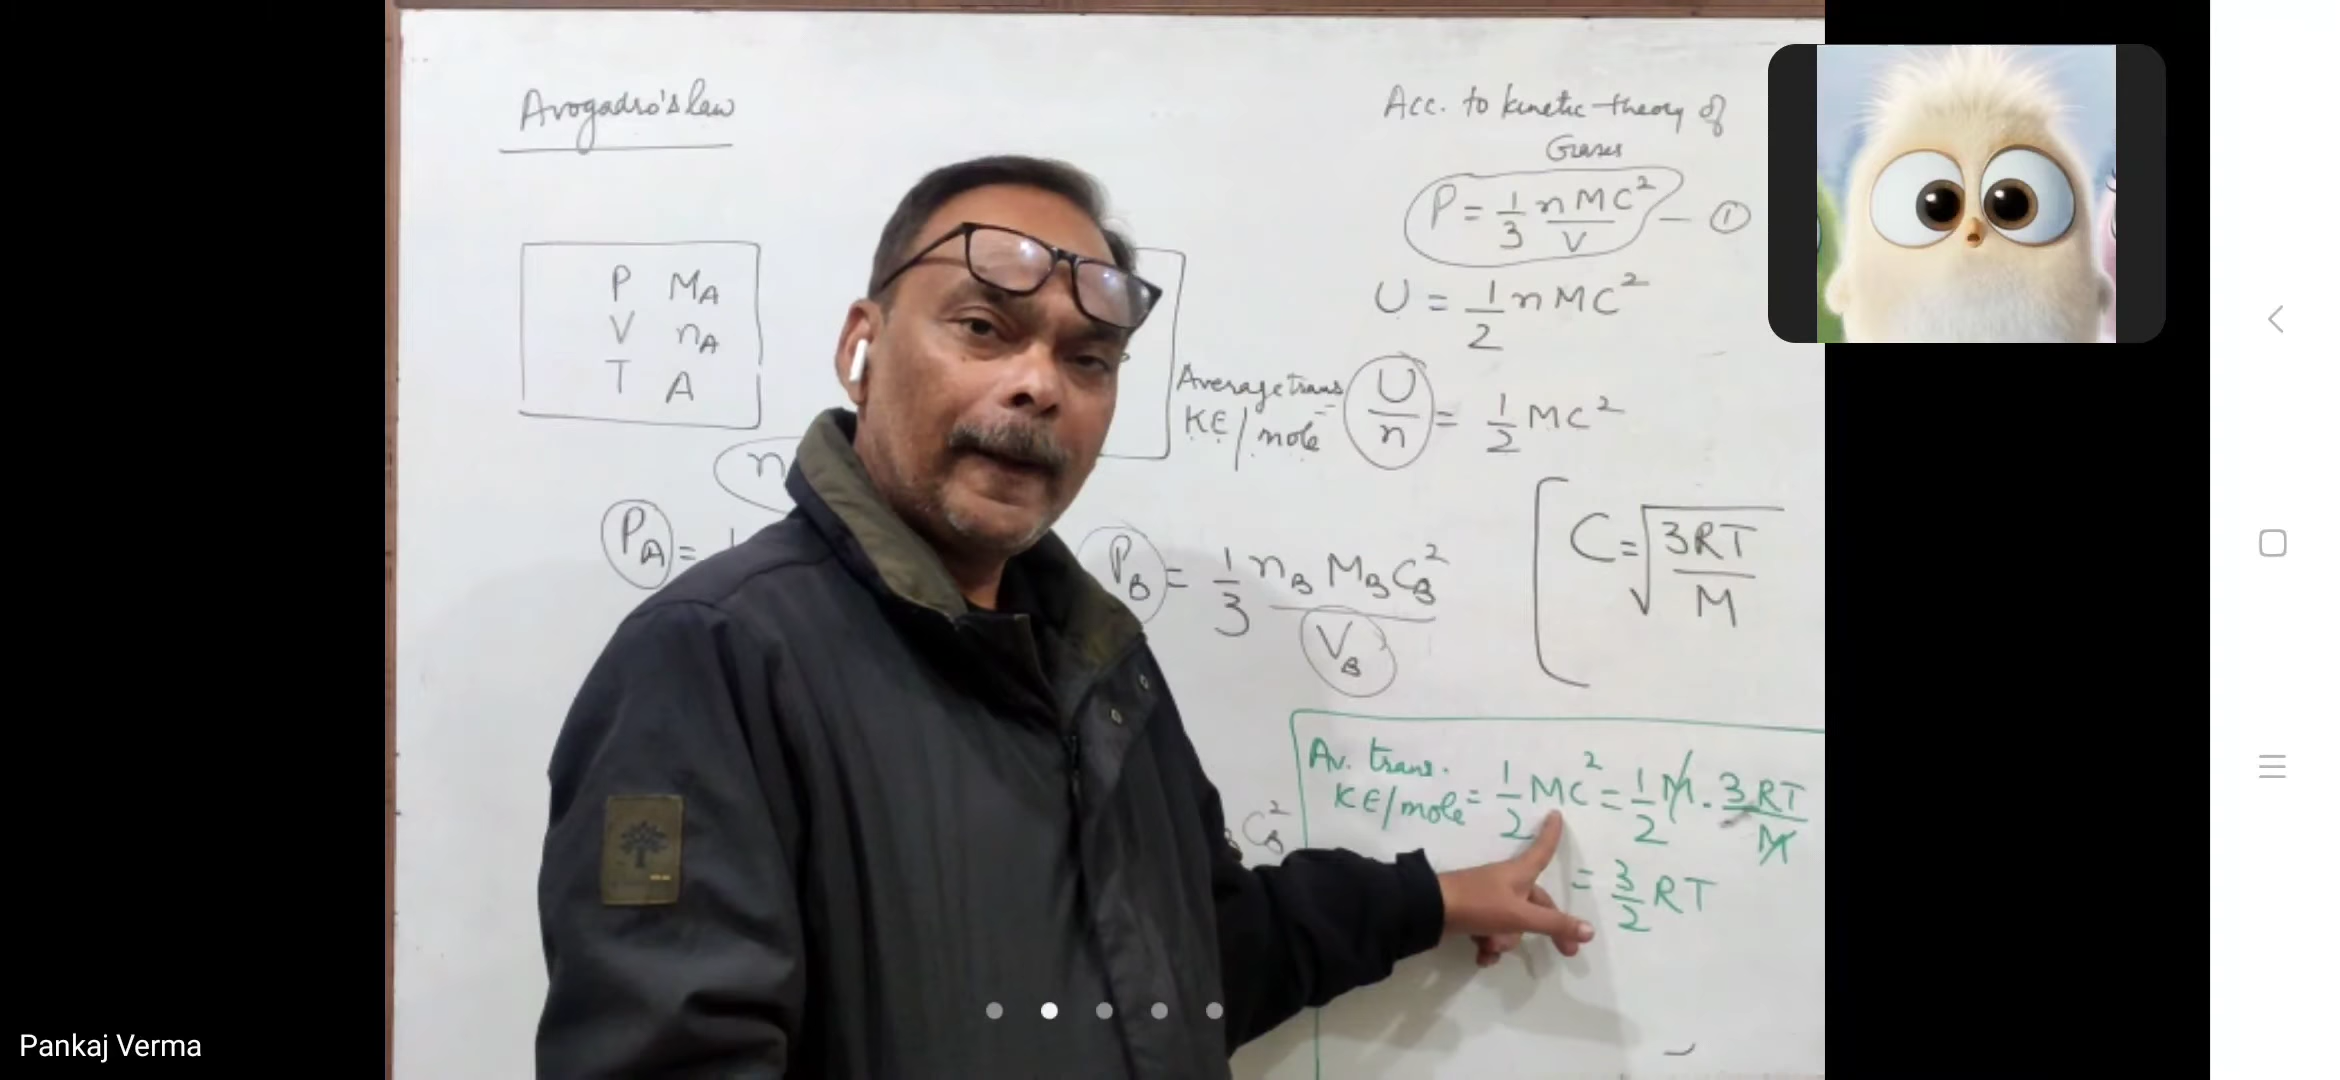 Avogadro's law
P MA
V nA
T A
n
PA =
Acc. to kinetic theory of
Gases
P = 1/3 nMC²/V — ①
U = 1/2 nMC²
Average trans
KE/mole U/n = 1/2 MC²
PB = 1/3 nB MB CB²/VB
C = √3RT/M
CB²
Av. trans.
KE/mole = 1/2 MC² = 1/2 M · 3RT/M
= 3/2 RT
Pankaj Verma